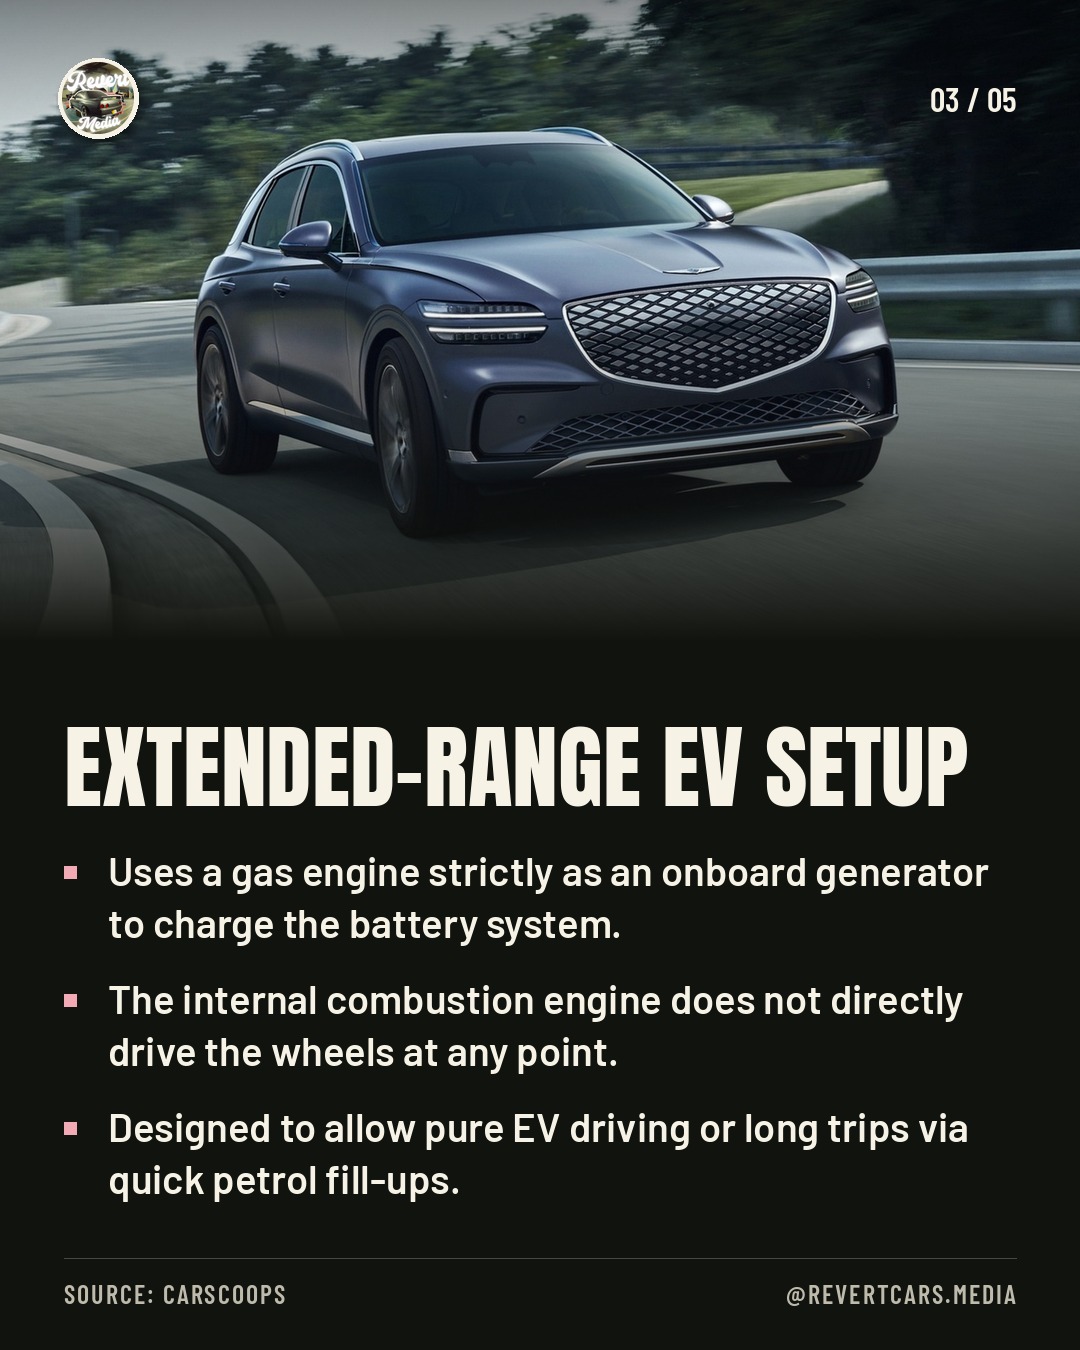 Revert
Media
03 / 05
EXTENDED-RANGE EV SETUP
Uses a gas engine strictly as an onboard generator
to charge the battery system.
The internal combustion engine does not directly
drive the wheels at any point.
Designed to allow pure EV driving or long trips via
quick petrol fill-ups.
SOURCE: CARSCOOPS
@REVERTCARS.MEDIA